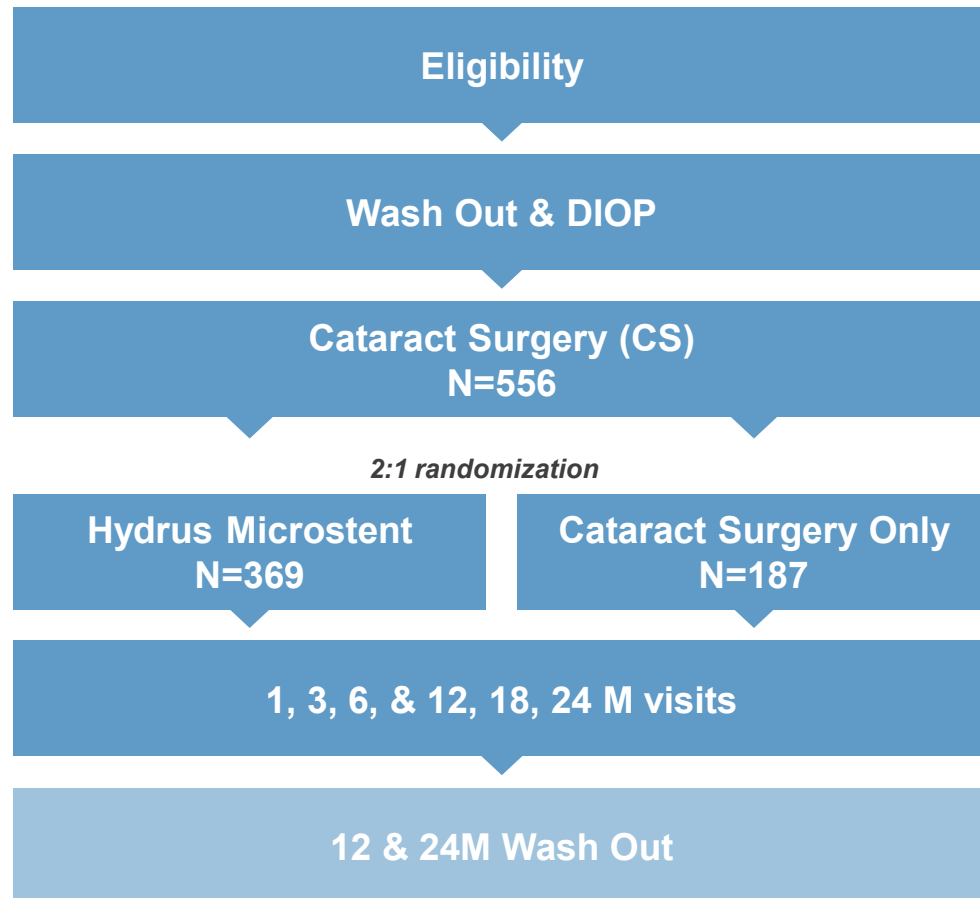 Eligibility
Wash Out & DIOP
Cataract Surgery (CS)
N=556
2:1 randomization
Hydrus Microstent
N=369
Cataract Surgery Only
N=187
1, 3, 6, & 12, 18, 24 M visits
12 & 24M Wash Out